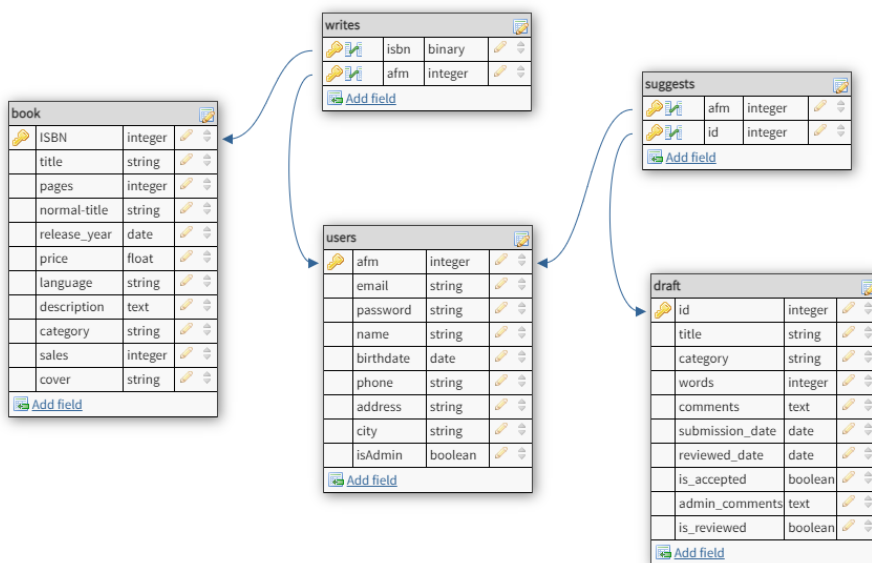 writes
isbn binary
afm integer
Add field
suggests
afm integer
id integer
Add field
book
ISBN integer
title string
pages integer
normal-title string
release_year date
price float
language string
description text
category string
sales integer
cover string
Add field
users
afm integer
email string
password string
name string
birthdate date
phone string
address string
city string
isAdmin boolean
Add field
draft
id integer
title string
category string
words integer
comments text
submission_date date
reviewed_date date
is_accepted boolean
admin_comments text
is_reviewed boolean
Add field